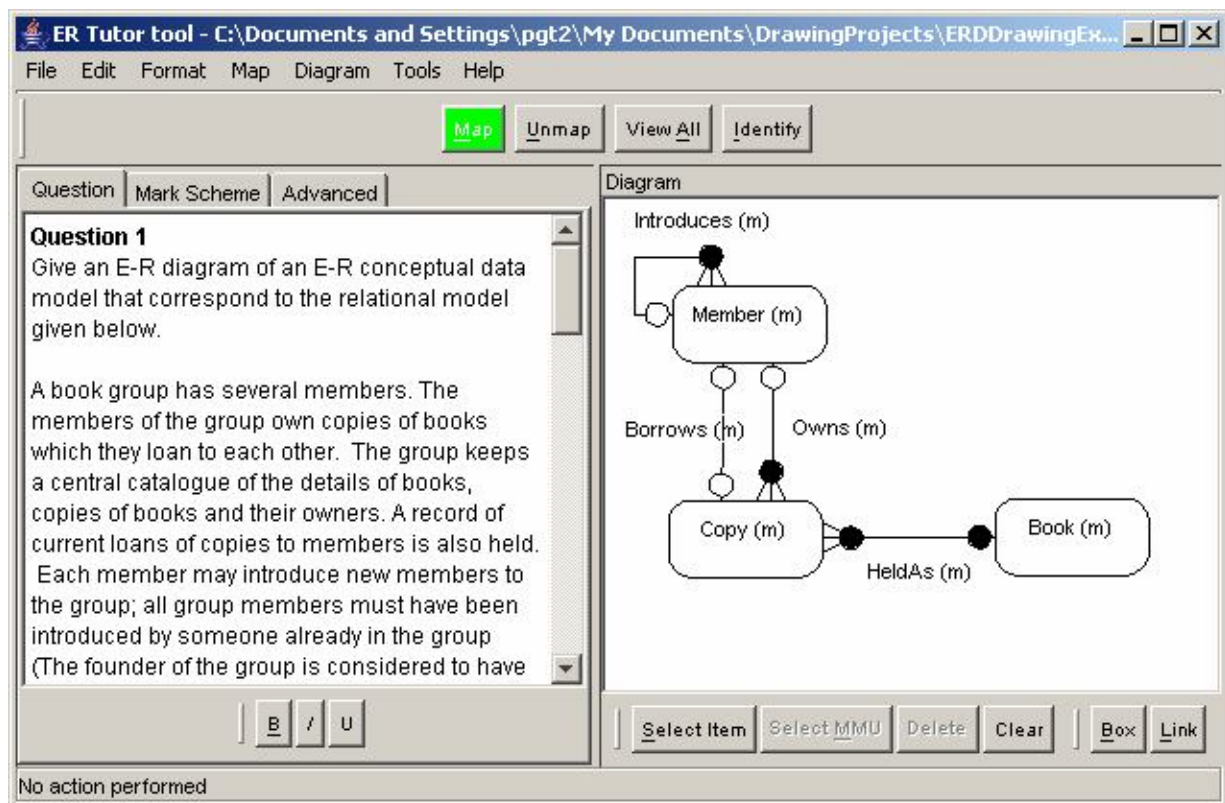 ER Tutor tool - C:\Documents and Settings\pgt2\My Documents\DrawingProjects\ERDDrawingEx...
File Edit Format Map Diagram Tools Help
Map Unmap View All Identify
Question Mark Scheme Advanced
Question 1
Give an E-R diagram of an E-R conceptual data
model that correspond to the relational model
given below.
A book group has several members. The
members of the group own copies of books
which they loan to each other. The group keeps
a central catalogue of the details of books,
copies of books and their owners. A record of
current loans of copies to members is also held.
Each member may introduce new members to
the group; all group members must have been
introduced by someone already in the group
(The founder of the group is considered to have
B I U
Diagram
Introduces (m)
Member (m)
Borrows (m) Owns (m)
Copy (m) Book (m)
HeldAs (m)
Select Item Select MMU Delete Clear Box Link
No action performed